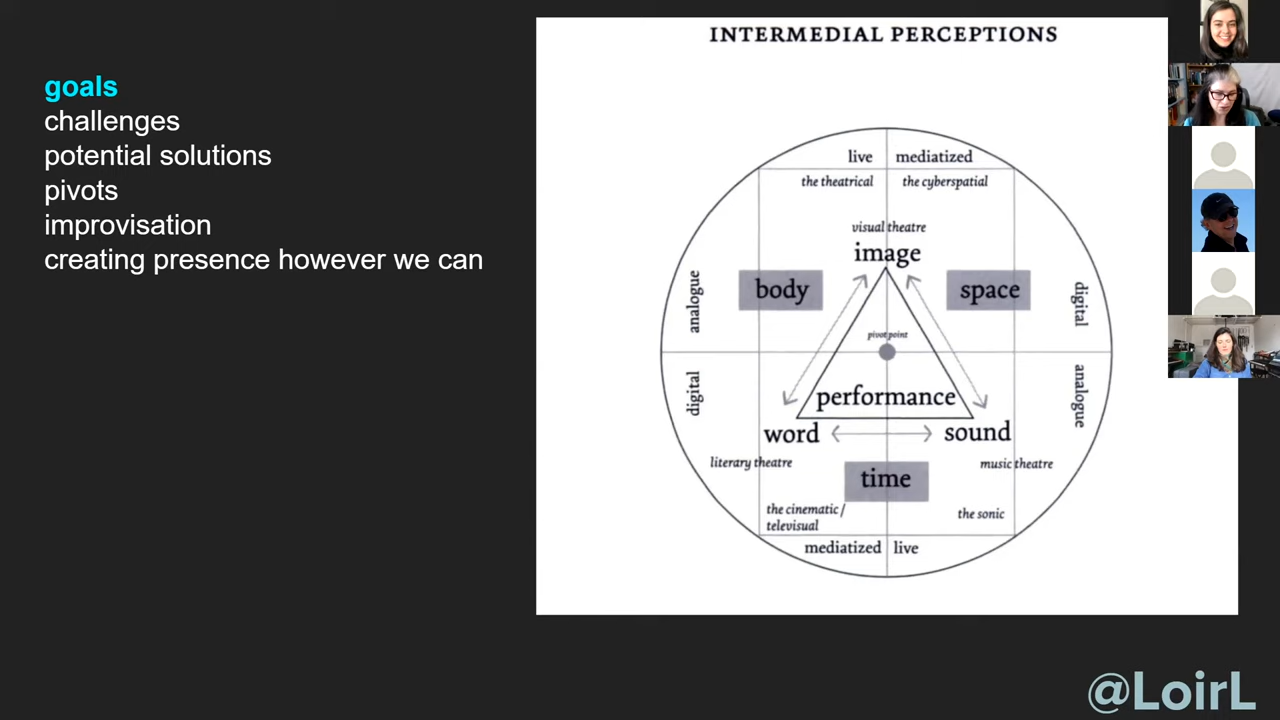 goals
challenges
potential solutions
pivots
improvisation
creating presence however we can
INTERMEDIAL PERCEPTIONS
live mediatized
the theatrical the cyberspatial
visual theatre
image
body space
analogue digital
pivot point
digital analogue
performance
word sound
literary theatre music theatre
time
the cinematic/
televisual
the sonic
mediatized live
@LoirL